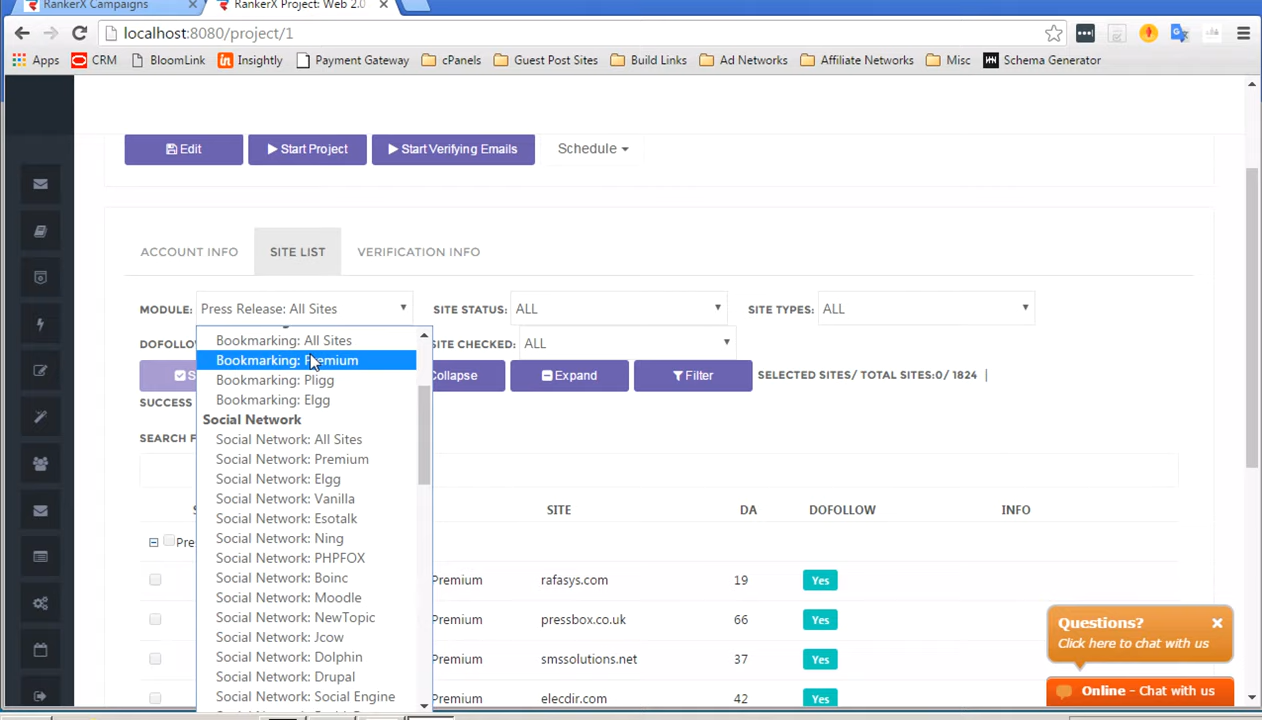 RankerX Campaigns
RankerX Project: Web 2.0
localhost:8080/project/1
Apps CRM BloomLink Insightly Payment Gateway cPanels Guest Post Sites Build Links Ad Networks Affiliate Networks Misc Schema Generator
Edit Start Project Start Verifying Emails Schedule
ACCOUNT INFO SITE LIST VERIFICATION INFO
MODULE: Press Release: All Sites SITE STATUS: ALL SITE TYPES: ALL
Bookmarking: All Sites
DOFOLLOW SITE CHECKED: ALL
Bookmarking: Premium
Collapse Expand Filter SELECTED SITES/ TOTAL SITES:0/ 1824 |
Bookmarking: Pligg
SUCCESS Bookmarking: Elgg
Social Network
Social Network: All Sites
Social Network: Premium
Social Network: Elgg
Social Network: Vanilla
SITE DA DOFOLLOW INFO
Social Network: Esotalk
Social Network: Ning
Social Network: PHPFOX
Social Network: Boinc
Premium rafasys.com 19 Yes
Social Network: Moodle
Social Network: NewTopic
Premium pressbox.co.uk 66 Yes
Social Network: Jcow
Social Network: Dolphin
Premium smssolutions.net 37 Yes
Social Network: Drupal
Social Network: Social Engine
Premium elecdir.com 42 Yes
Questions?
Click here to chat with us
Online - Chat with us